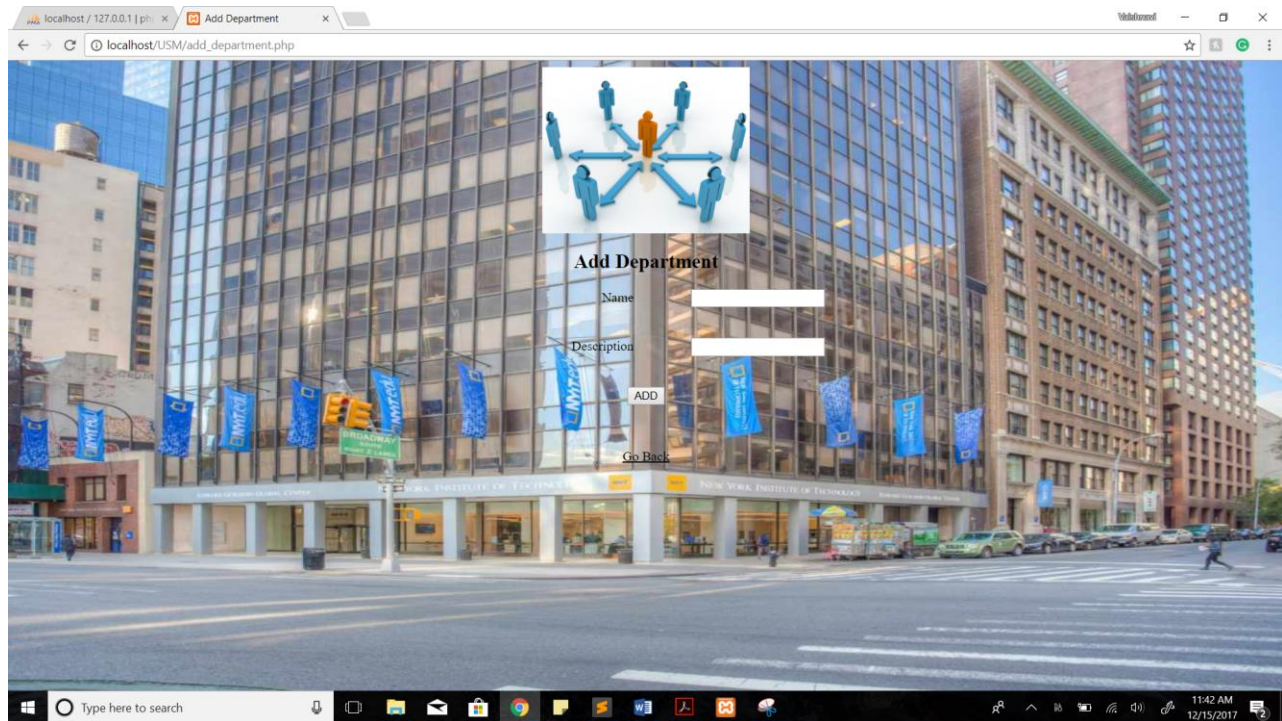 localhost / 127.0.0.1 | ph
Add Department
localhost/USM/add_department.php
Add Department
Name
Description
ADD
Go Back
BROADWAY
NEW YORK INSTITUTE OF TECHNOLOGY
Type here to search
11:42 AM
12/15/2017